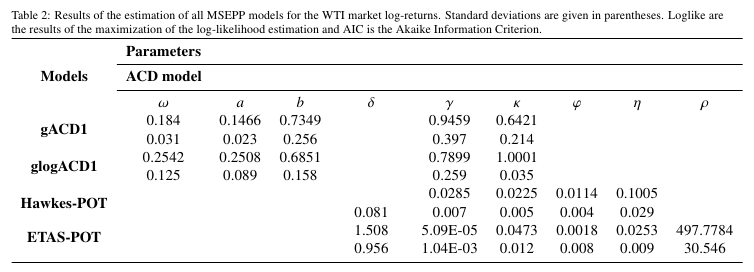 Table 2: Results of the estimation of all MSEPP models for the WTI market log-returns. Standard deviations are given in parentheses. Loglike are
the results of the maximization of the log-likelihood estimation and AIC is the Akaike Information Criterion.
Parameters
Models ACD model
ω a b δ γ κ φ η ρ
gACD1 0.184 0.1466 0.7349 0.9459 0.6421
0.031 0.023 0.256 0.397 0.214
glogACD1 0.2542 0.2508 0.6851 0.7899 1.0001
0.125 0.089 0.158 0.259 0.035
Hawkes-POT 0.0285 0.0225 0.0114 0.1005
0.081 0.007 0.005 0.004 0.029
ETAS-POT 1.508 5.09E-05 0.0473 0.0018 0.0253 497.7784
0.956 1.04E-03 0.012 0.008 0.009 30.546